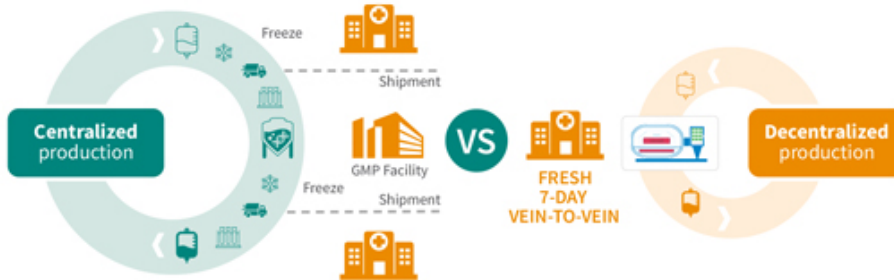 Freeze
Shipment
Centralized
production
GMP Facility
Freeze
Shipment
VS
FRESH
7-DAY
VEIN-TO-VEIN
Decentralized
production